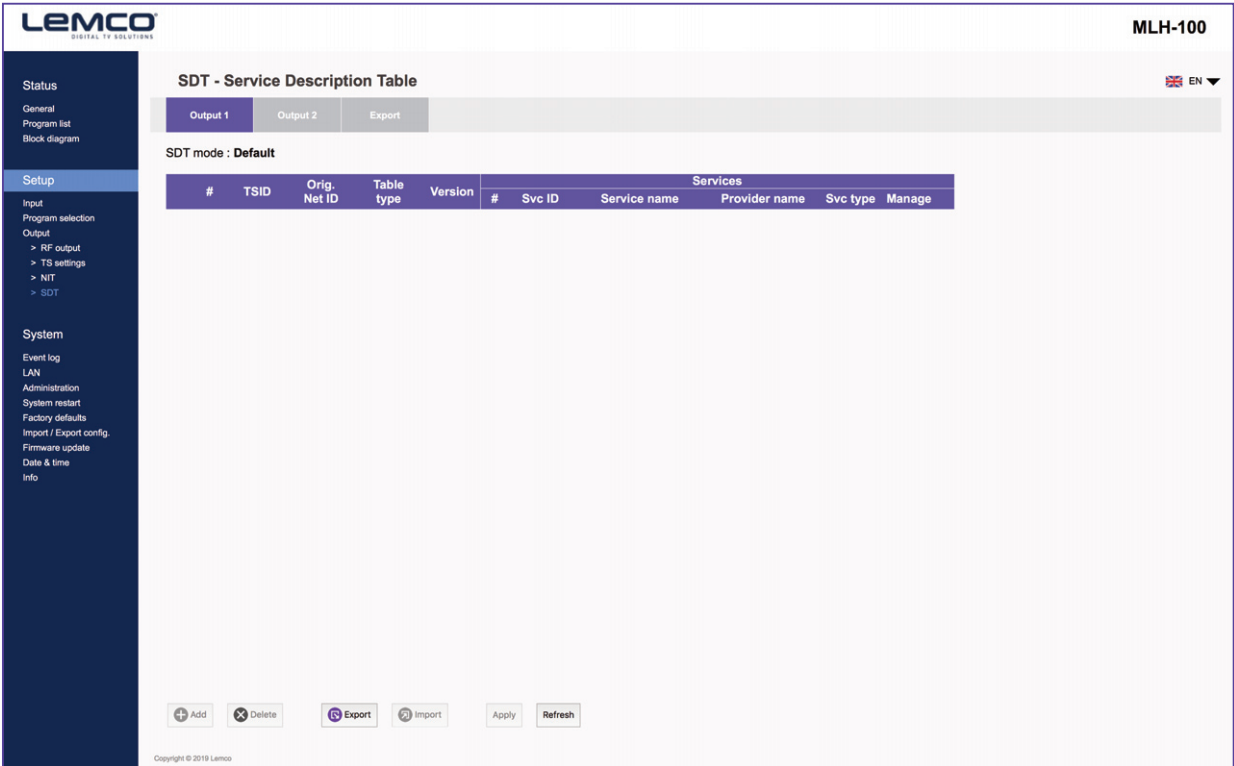 LEMCO
DIGITAL TV SOLUTIONS
MLH-100
Status
General
Program list
Block diagram
Setup
Input
Program selection
Output
> RF output
> TS settings
> NIT
> SDT
System
Event log
LAN
Administration
System restart
Factory defaults
Import / Export config.
Firmware update
Date & time
Info
SDT - Service Description Table
EN
Output 1 Output 2 Export
SDT mode : Default
# TSID Orig. Net ID Table type Version Services
# Svc ID Service name Provider name Svc type Manage
Add Delete Export Import Apply Refresh
Copyright © 2019 Lemco